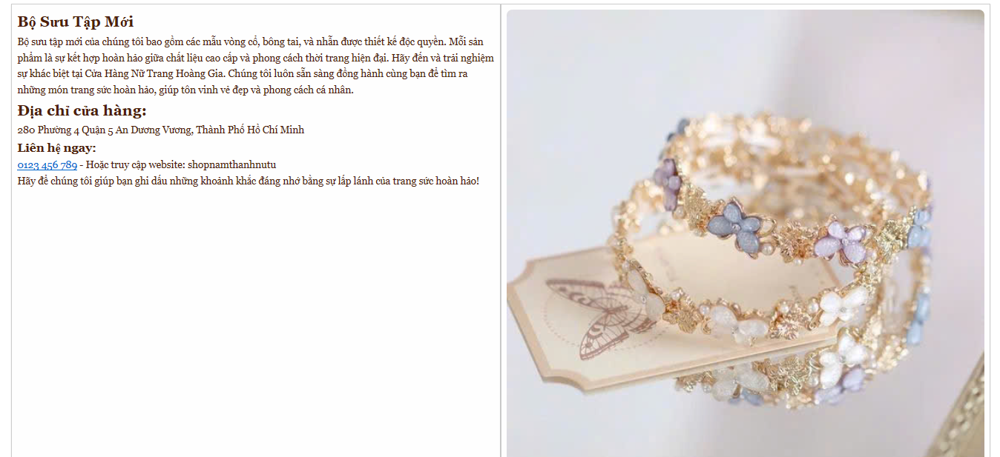 Bộ Sưu Tập Mới
Bộ sưu tập mới của chúng tôi bao gồm các mẫu vòng cổ, bông tai, và nhẫn được thiết kế độc quyền. Mỗi sản
phẩm là sự kết hợp hoàn hảo giữa chất liệu cao cấp và phong cách thời trang hiện đại. Hãy đến và trải nghiệm
sự khác biệt tại Cửa Hàng Nữ Trang Hoàng Gia. Chúng tôi luôn sẵn sàng đồng hành cùng bạn để tìm ra
những món trang sức hoàn hảo, giúp tôn vinh vẻ đẹp và phong cách cá nhân.
Địa chỉ cửa hàng:
280 Phường 4 Quận 5 An Dương Vương, Thành Phố Hồ Chí Minh
Liên hệ ngay:
0123 456 789 - Hoặc truy cập website: shopnamthanhnutu
Hãy để chúng tôi giúp bạn ghi dấu những khoảnh khắc đáng nhớ bằng sự lấp lánh của trang sức hoàn hảo!